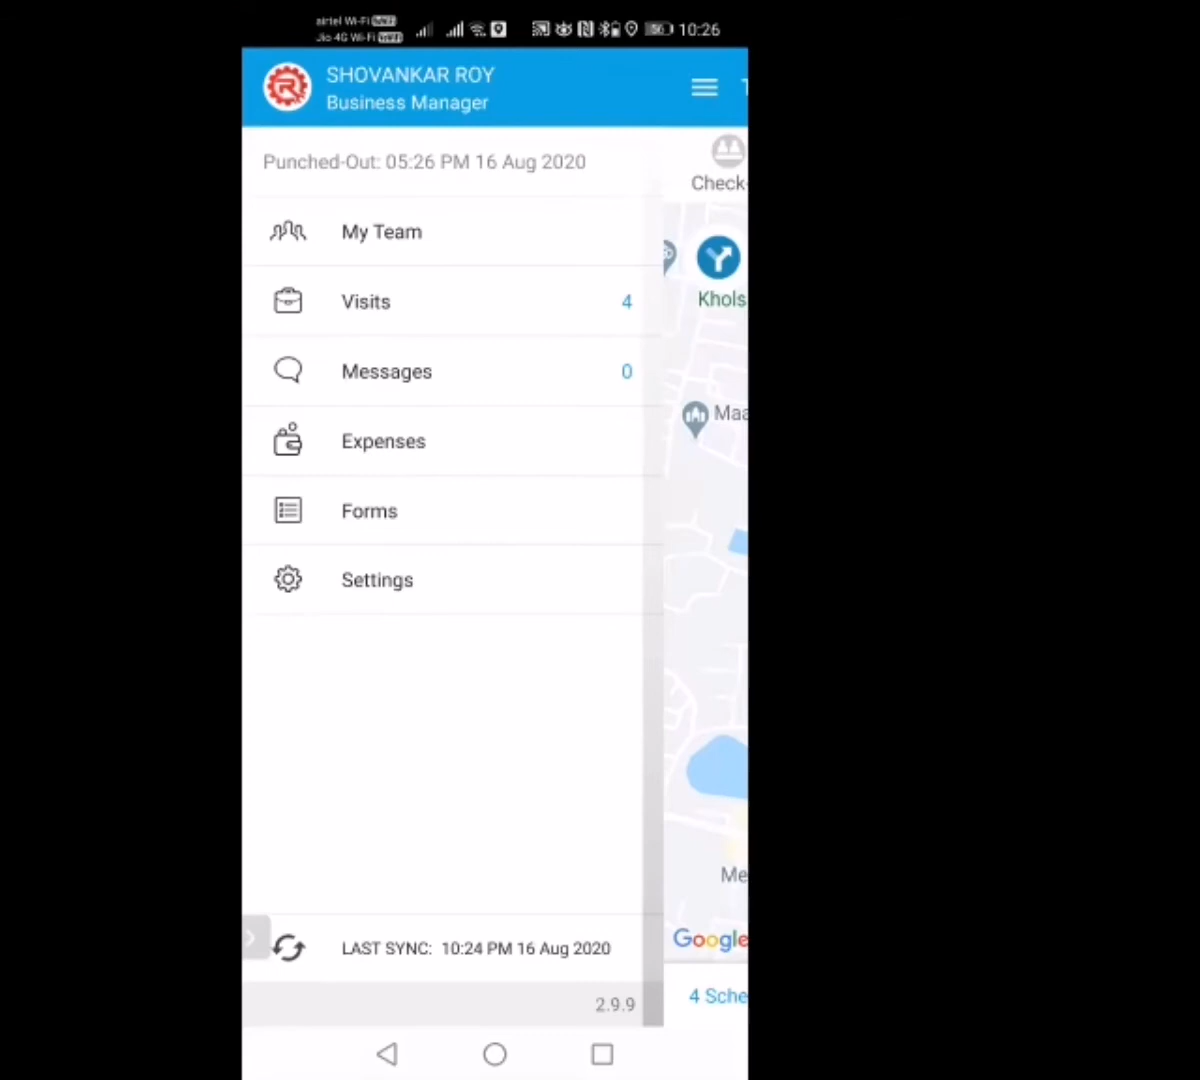 airtel Wi-Fi
Jio 4G Wi-Fi
10:26
SHOVANKAR ROY
Business Manager
Punched-Out: 05:26 PM 16 Aug 2020
Check-
My Team
Khols
Visits 4
Messages 0
Maa
Expenses
Forms
Settings
Me
Google
LAST SYNC: 10:24 PM 16 Aug 2020
4 Sche
2.9.9